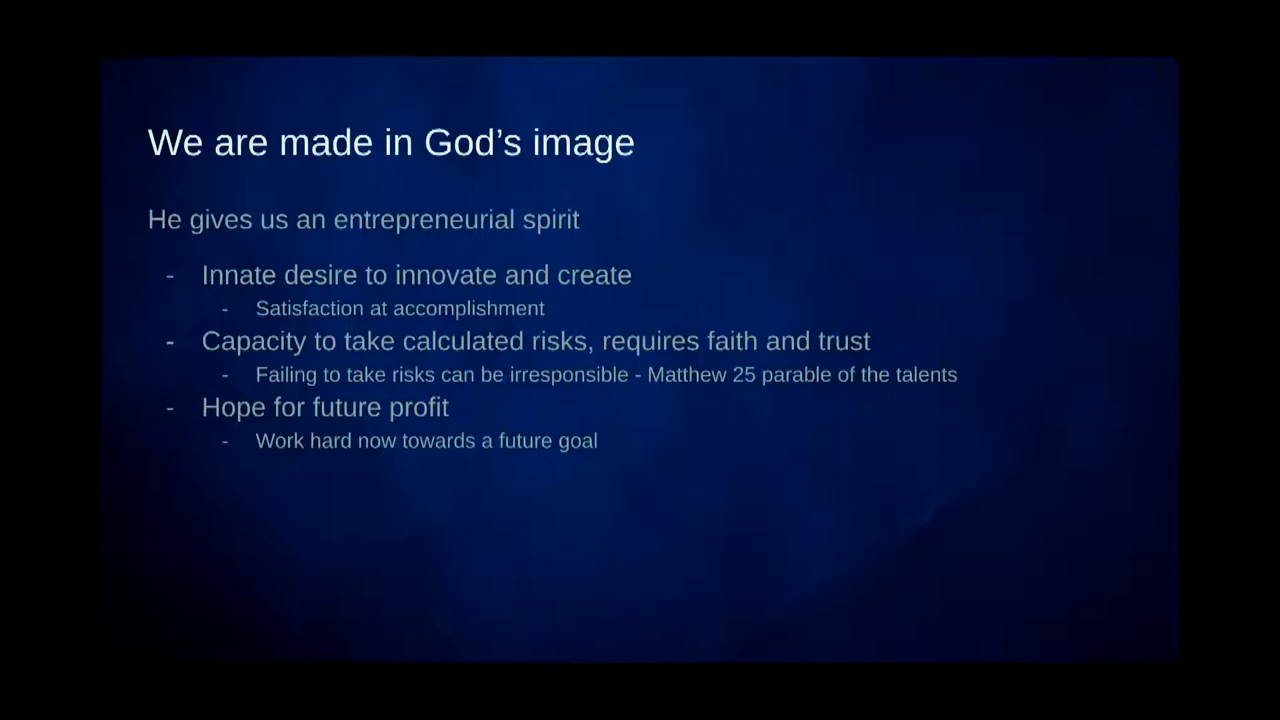 We are made in God’s image
He gives us an entrepreneurial spirit
- Innate desire to innovate and create
- Satisfaction at accomplishment
- Capacity to take calculated risks, requires faith and trust
- Failing to take risks can be irresponsible - Matthew 25 parable of the talents
- Hope for future profit
- Work hard now towards a future goal